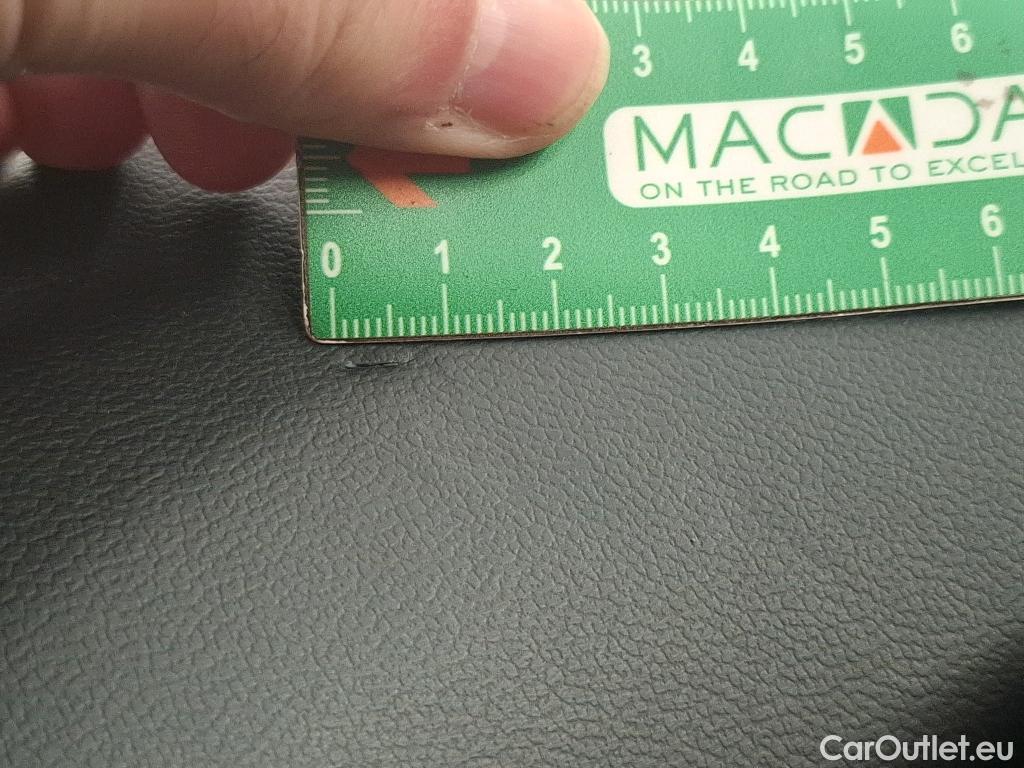 3 4 5 6
MACADA
ON THE ROAD TO EXCEL
0 1 2 3 4 5 6
CarOutlet.eu